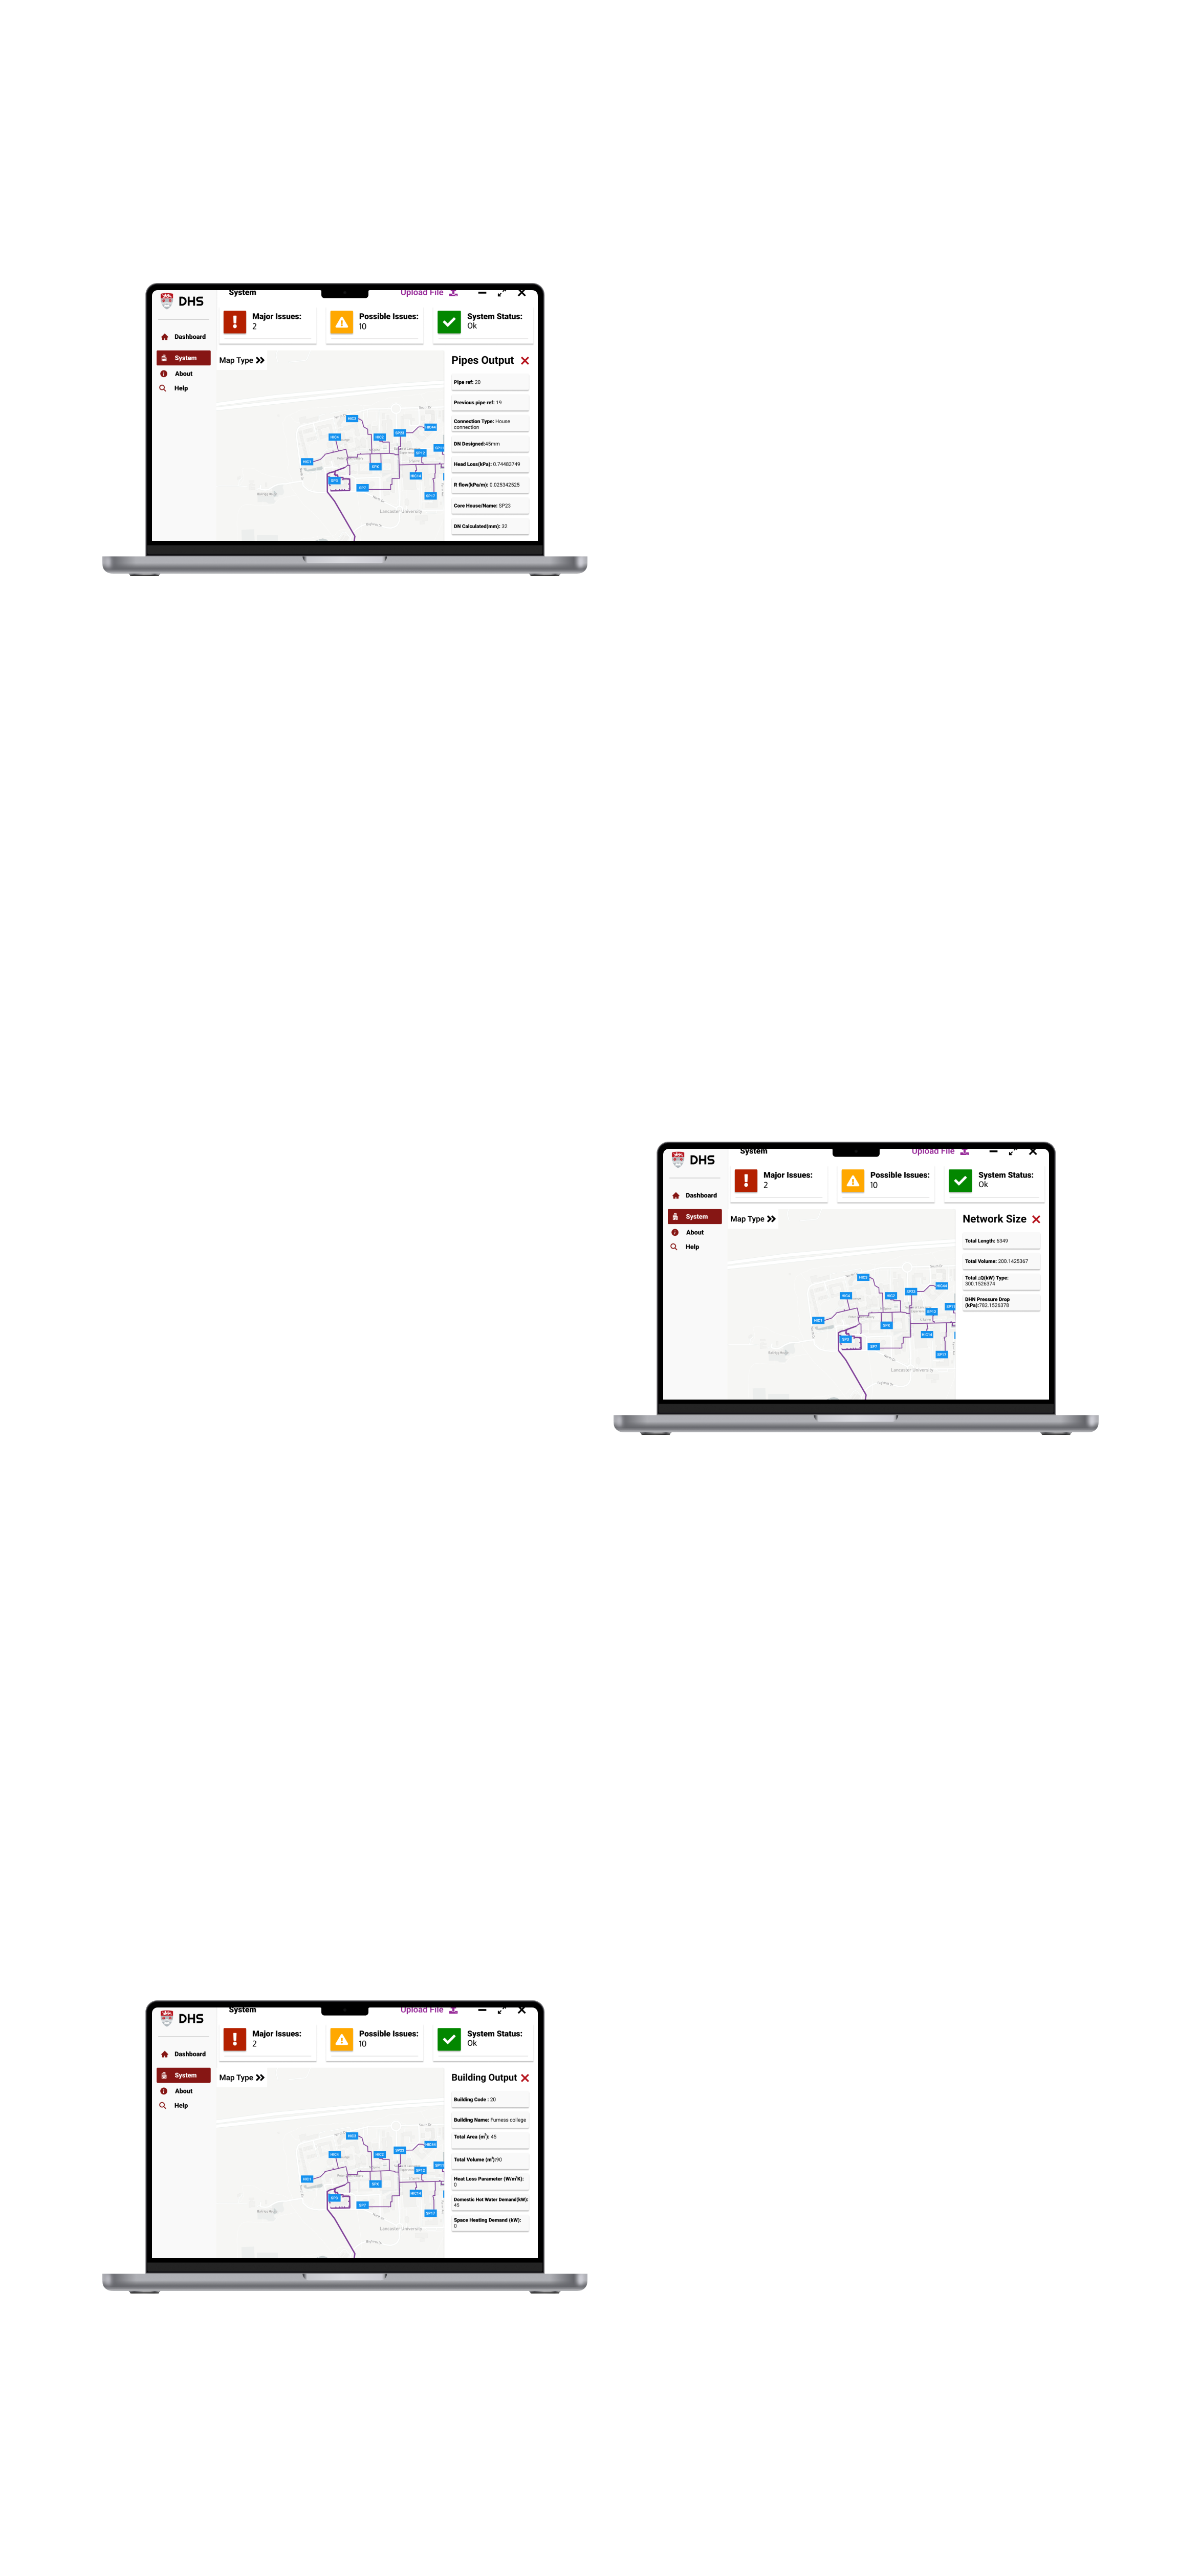 DHS
System
Upload File
Major Issues:
2
Possible Issues:
10
System Status:
Ok
Dashboard
System
About
Help
Map Type
Pipes Output
Pipe ref: 20
Previous pipe ref: 19
Connection Type: House
connection
DN Designed:45mm
Head Loss(kPa): 0.74483749
R flow(kPa/m): 0.025342525
Core House/Name: SP23
DN Calculated(mm): 32
Lancaster University
DHS
System
Upload File
Major Issues:
2
Possible Issues:
10
System Status:
Ok
Dashboard
System
About
Help
Map Type
Network Size
Total Length: 6349
Total Volume: 200.1425367
Total ::Q(kW) Type:
300.1526374
DHN Pressure Drop
(kPa):782.1526378
Lancaster University
DHS
System
Upload File
Major Issues:
2
Possible Issues:
10
System Status:
Ok
Dashboard
System
About
Help
Map Type
Building Output
Building Code : 20
Building Name: Furness college
Total Area (m²): 45
Total Volume (m³):90
Heat Loss Parameter (W/m²K):
0
Domestic Hot Water Demand(kW):
45
Space Heating Demand (kW):
0
Lancaster University